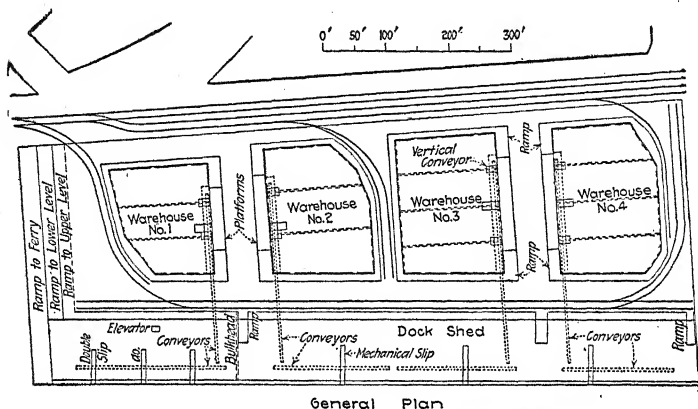 0' 50' 100' 200' 300'
Vertical
Conveyor
Ramp
Warehouse
No.1
Platforms
Warehouse
No.2
Warehouse
No.3
Warehouse
No.4
Ramp
Ramp to Ferry
Ramp to Lower Level
Ramp to Upper Level
Elevator
Conveyors
Double
Slip
do
Bulkhead
Ramp
Conveyors
Mechanical Slip
Dock Shed
Conveyors
Ramp
General Plan